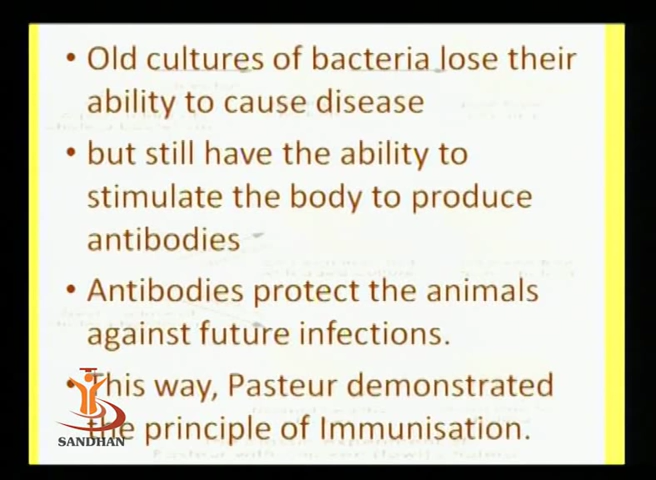 • Old cultures of bacteria lose their
ability to cause disease
• but still have the ability to
stimulate the body to produce
antibodies
• Antibodies protect the animals
against future infections.
• This way, Pasteur demonstrated
the principle of Immunisation.
SANDHAN